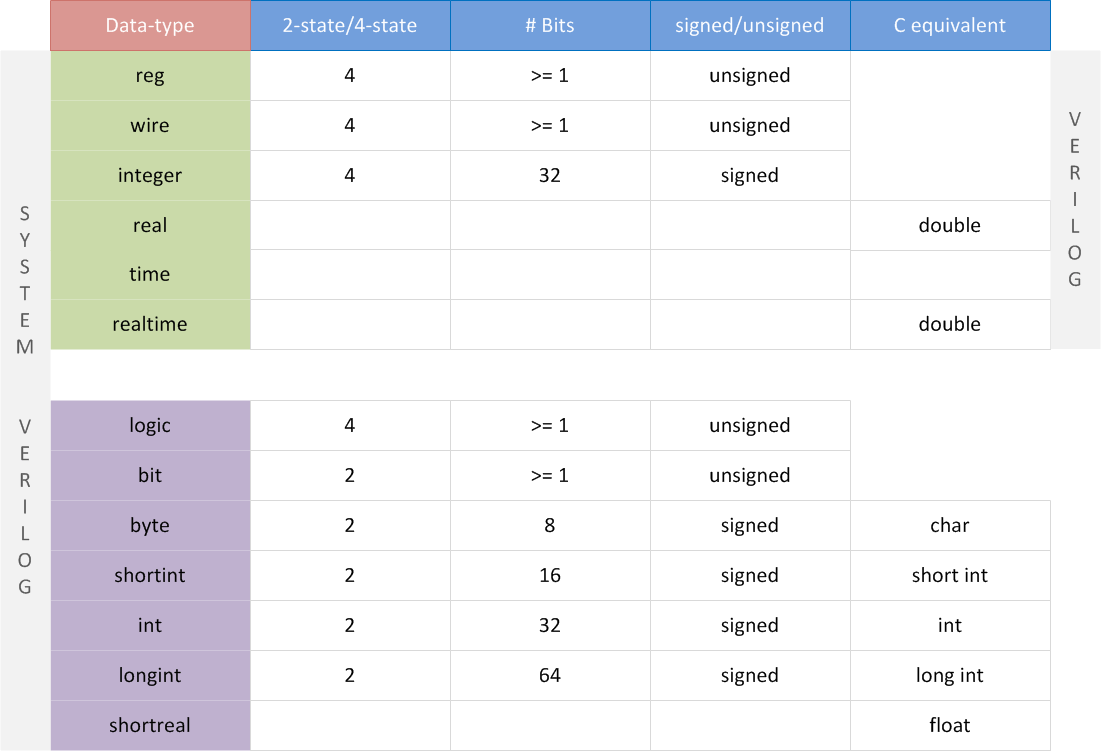 Data-type 2-state/4-state # Bits signed/unsigned C equivalent
reg 4 >= 1 unsigned
wire 4 >= 1 unsigned
integer 4 32 signed
real double
time
realtime double
logic 4 >= 1 unsigned
bit 2 >= 1 unsigned
byte 2 8 signed char
shortint 2 16 signed short int
int 2 32 signed int
longint 2 64 signed long int
shortreal float
SYSTEM VERILOG
VERILOG